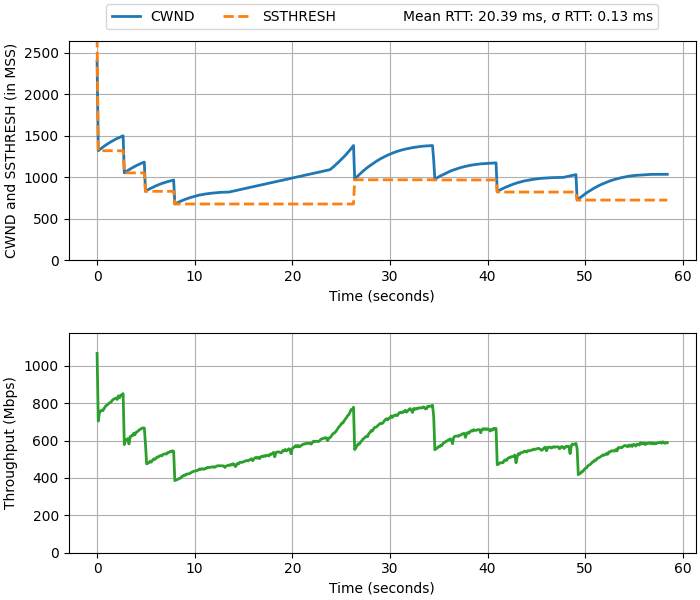 CWND SSTHRESH Mean RTT: 20.39 ms, σ RTT: 0.13 ms
CWND and SSTHRESH (in MSS)
2500
2000
1500
1000
500
0
0 10 20 30 40 50 60
Time (seconds)
Throughput (Mbps)
1000
800
600
400
200
0
0 10 20 30 40 50 60
Time (seconds)